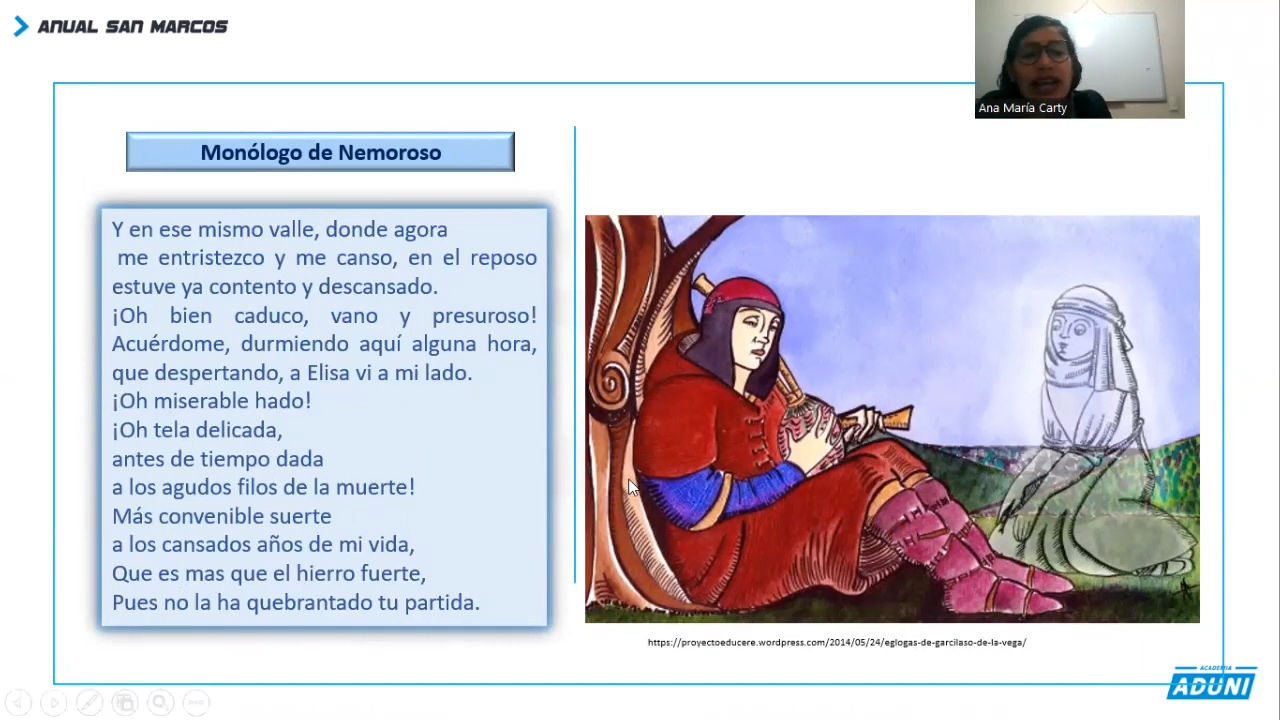 ANUAL SAN MARCOS
Ana María Carty
Monólogo de Nemoroso
Y en ese mismo valle, donde agora
me entristezco y me canso, en el reposo
estuve ya contento y descansado.
¡Oh bien caduco, vano y presuroso!
Acuérdome, durmiendo aquí alguna hora,
que despertando, a Elisa vi a mi lado.
¡Oh miserable hado!
¡Oh tela delicada,
antes de tiempo dada
a los agudos filos de la muerte!
Más convenible suerte
a los cansados años de mi vida,
Que es mas que el hierro fuerte,
Pues no la ha quebrantado tu partida.
https://proyectoeducere.wordpress.com/2014/05/24/eglogas-de-garcilaso-de-la-vega/
ACADEMIA
ADUNI